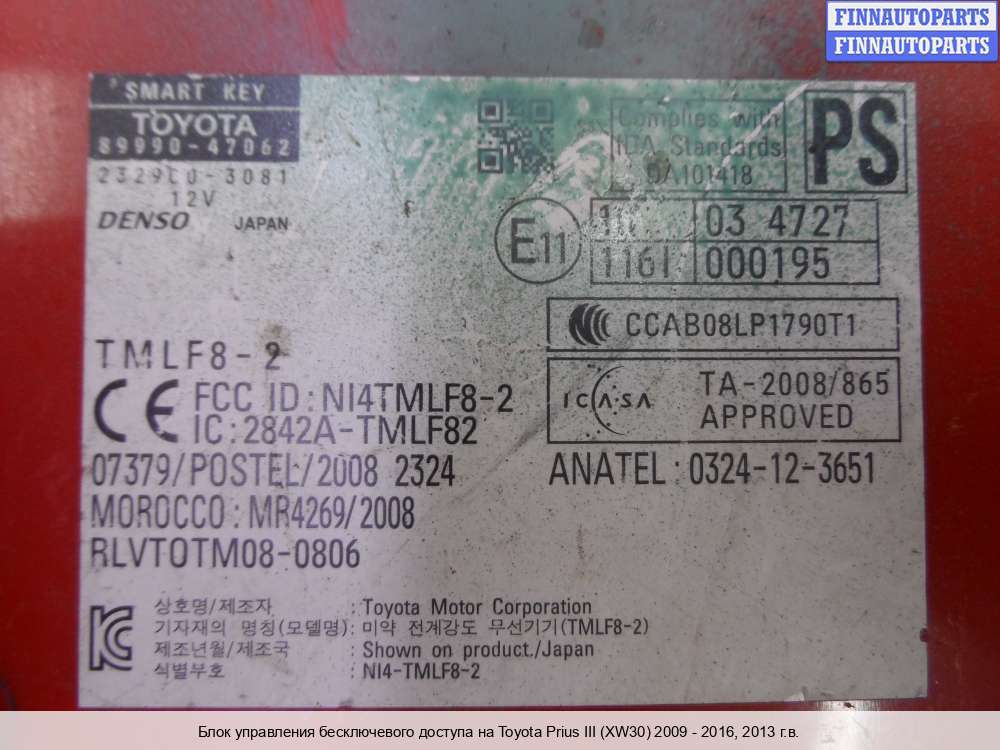 FINNAUTOPARTS
FINNAUTOPARTS
SMART KEY
TOYOTA
89990-47062
2329C0-3081
12V
DENSO JAPAN
Complies with
IDA Standards
DA101418
PS
E11
03 4727
000195
CCAB08LP1790T1
ICASA
TA-2008/865
APPROVED
TMLF8-2
CE
FCC ID:NI4TMLF8-2
IC:2842A-TMLF82
07379/POSTEL/2008 2324
ANATEL:0324-12-3651
MOROCCO:MR4269/2008
RLVTOTM08-0806
상호명/제조자 :Toyota Motor Corporation
기자재의 명칭(모델명):미약 전계강도 무선기기(TMLF8-2)
제조년월/제조국 :Shown on product./Japan
식별부호 :NI4-TMLF8-2
Блок управления бесключевого доступа на Toyota Prius III (XW30) 2009 - 2016, 2013 г.в.